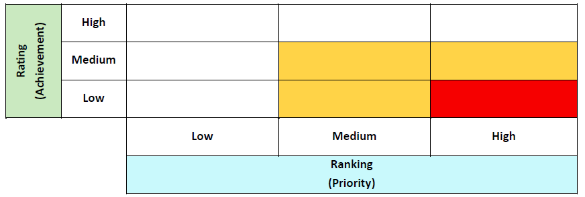 Rating
(Achievement)
High
Medium
Low
Low
Medium
High
Ranking
(Priority)